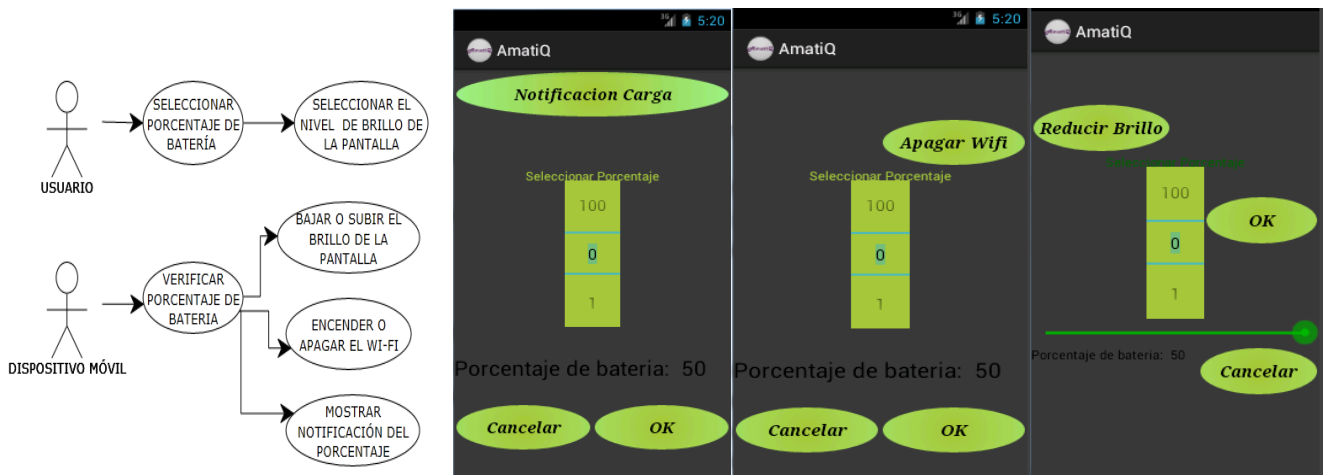 SELECCIONAR
PORCENTAJE DE
BATERÍA
SELECCIONAR EL
NIVEL DE BRILLO DE
LA PANTALLA
USUARIO
BAJAR O SUBIR EL
BRILLO DE LA
PANTALLA
VERIFICAR
PORCENTAJE DE
BATERIA
ENCENDER O
APAGAR EL WI-FI
DISPOSITIVO MÓVIL
MOSTRAR
NOTIFICACIÓN DEL
PORCENTAJE
3G 5:20
AmatiQ
Notificacion Carga
Seleccionar Porcentaje
100
0
1
Porcentaje de bateria: 50
Cancelar OK
3G 5:20
AmatiQ
Apagar Wifi
Seleccionar Porcentaje
100
0
1
Porcentaje de bateria: 50
Cancelar OK
AmatiQ
Reducir Brillo
Seleccionar Porcentaje
100
OK
0
1
Porcentaje de bateria: 50
Cancelar